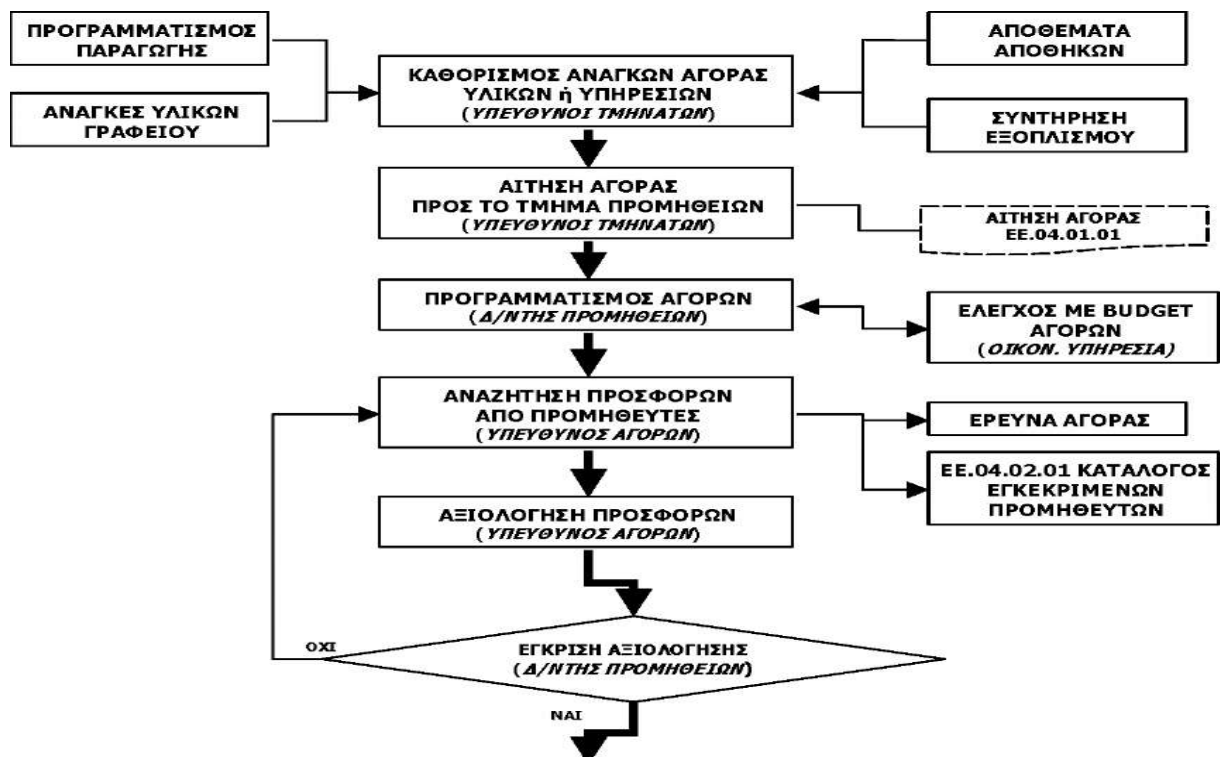 ΠΡΟΓΡΑΜΜΑΤΙΣΜΟΣ
ΠΑΡΑΓΩΓΗΣ
ΑΝΑΓΚΕΣ ΥΛΙΚΩΝ
ΓΡΑΦΕΙΟΥ
ΑΠΟΘΕΜΑΤΑ
ΑΠΟΘΗΚΩΝ
ΣΥΝΤΗΡΗΣΗ
ΕΞΟΠΛΙΣΜΟΥ
ΚΑΘΟΡΙΣΜΟΣ ΑΝΑΓΚΩΝ ΑΓΟΡΑΣ
ΥΛΙΚΩΝ ή ΥΠΗΡΕΣΙΩΝ
(ΥΠΕΥΘΥΝΟΙ ΤΜΗΝΑΤΩΝ)
ΑΙΤΗΣΗ ΑΓΟΡΑΣ
ΠΡΟΣ ΤΟ ΤΜΗΜΑ ΠΡΟΜΗΘΕΙΩΝ
(ΥΠΕΥΘΥΝΟΙ ΤΜΗΝΑΤΩΝ)
ΑΙΤΗΣΗ ΑΓΟΡΑΣ
ΕΕ.04.01.01
ΠΡΟΓΡΑΜΜΑΤΙΣΜΟΣ ΑΓΟΡΩΝ
(Δ/ΝΤΗΣ ΠΡΟΜΗΘΕΙΩΝ)
ΕΛΕΓΧΟΣ ΜΕ BUDGET
ΑΓΟΡΩΝ
(ΟΙΚΟΝ. ΥΠΗΡΕΣΙΑ)
ΑΝΑΖΗΤΗΣΗ ΠΡΟΣΦΟΡΩΝ
ΑΠΟ ΠΡΟΜΗΘΕΥΤΕΣ
(ΥΠΕΥΘΥΝΟΣ ΑΓΟΡΩΝ)
ΕΡΕΥΝΑ ΑΓΟΡΑΣ
ΕΕ.04.02.01 ΚΑΤΑΛΟΓΟΣ
ΕΓΚΕΚΡΙΜΕΝΩΝ
ΠΡΟΜΗΘΕΥΤΩΝ
ΑΞΙΟΛΟΓΗΣΗ ΠΡΟΣΦΟΡΩΝ
(ΥΠΕΥΘΥΝΟΣ ΑΓΟΡΩΝ)
ΟΧΙ
ΕΓΚΡΙΣΗ ΑΞΙΟΛΟΓΗΣΗΣ
(Δ/ΝΤΗΣ ΠΡΟΜΗΘΕΙΩΝ)
ΝΑΙ